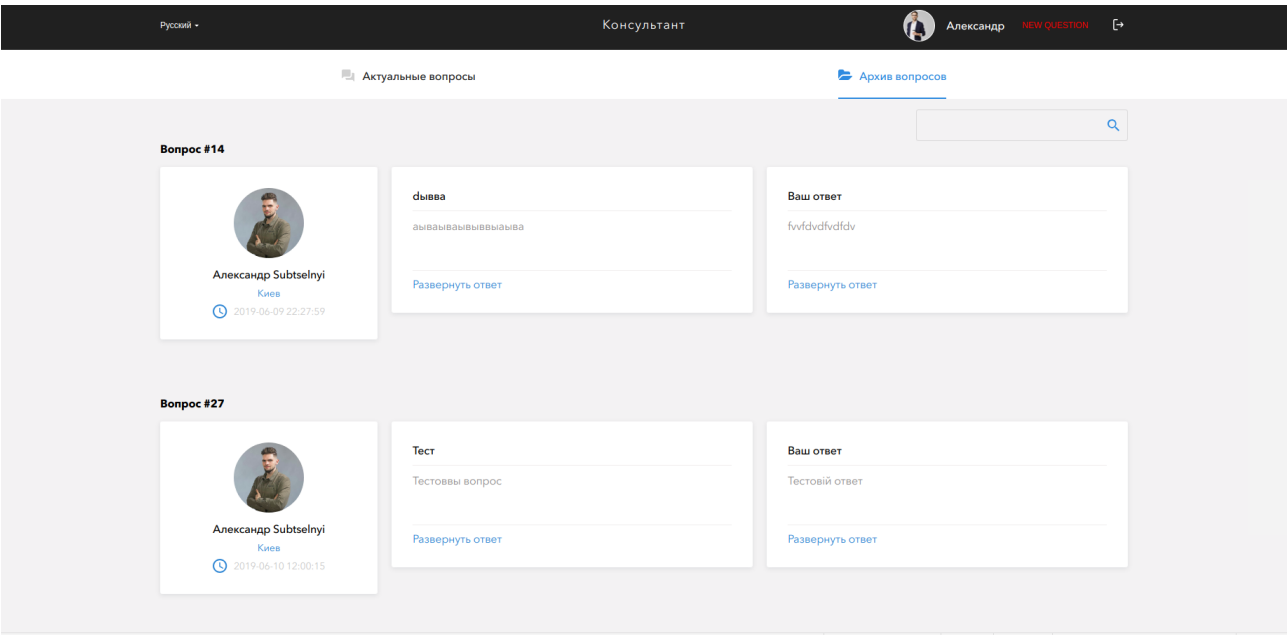 Русский
Консультант
Александр
NEW QUESTION
Актуальные вопросы
Архив вопросов
Вопрос #14
Александр Subtselnyi
Киев
2019-06-09 22:27:59
dывва
аываываывыввыаыва
Развернуть ответ
Ваш ответ
fvvfdvdfvdfdv
Развернуть ответ
Вопрос #27
Александр Subtselnyi
Киев
2019-06-10 12:00:15
Тест
Тестоввы вопрос
Развернуть ответ
Ваш ответ
Тестовій ответ
Развернуть ответ